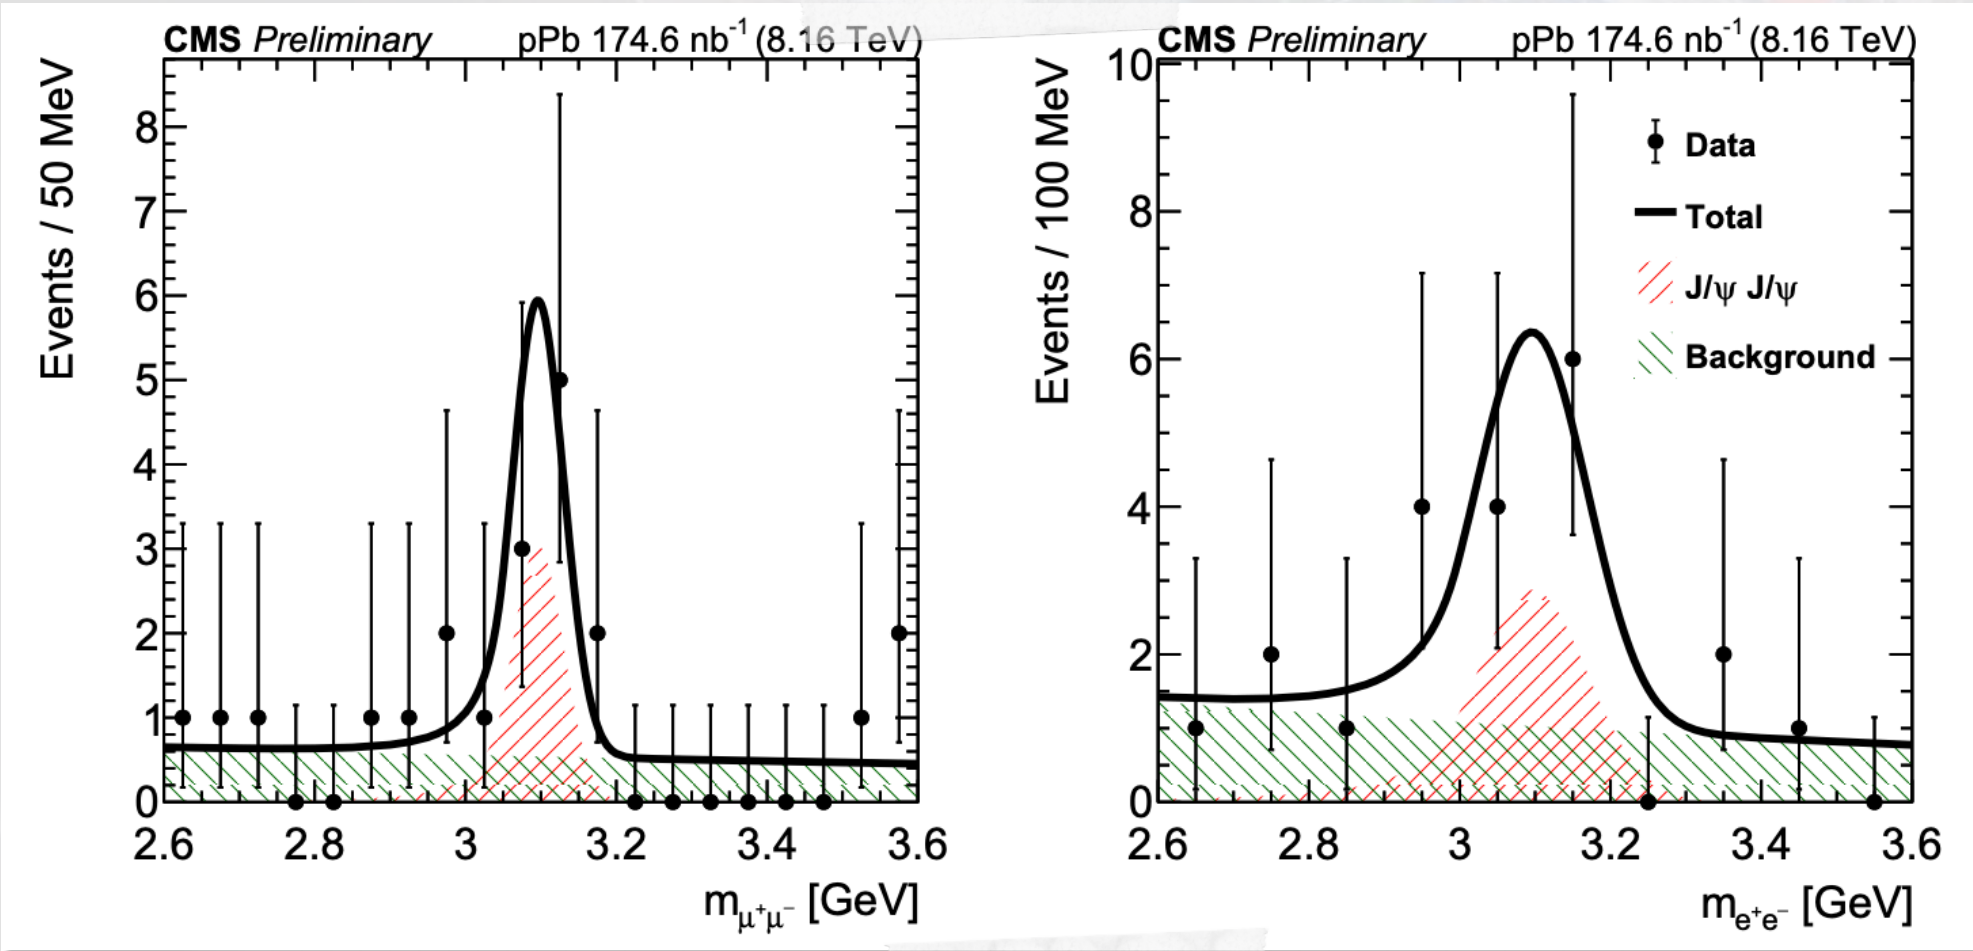 CMS Preliminary pPb 174.6 nb⁻¹ (8.16 TeV)
Events / 50 MeV
8
7
6
5
4
3
2
1
0
2.6 2.8 3 3.2 3.4 3.6
mμ⁺μ⁻ [GeV]
CMS Preliminary pPb 174.6 nb⁻¹ (8.16 TeV)
Events / 100 MeV
10
8
6
4
2
0
Data
Total
J/ψ J/ψ
Background
2.6 2.8 3 3.2 3.4 3.6
me⁺e⁻ [GeV]